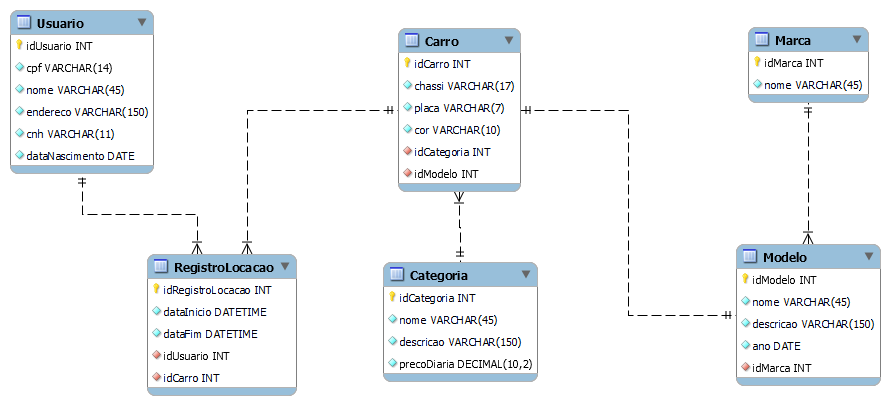 Usuario
idUsuario INT
cpf VARCHAR(14)
nome VARCHAR(45)
endereco VARCHAR(150)
cnh VARCHAR(11)
dataNascimento DATE
Carro
idCarro INT
chassi VARCHAR(17)
placa VARCHAR(7)
cor VARCHAR(10)
idCategoria INT
idModelo INT
Marca
idMarca INT
nome VARCHAR(45)
RegistroLocacao
idRegistroLocacao INT
dataInicio DATETIME
dataFim DATETIME
idUsuario INT
idCarro INT
Categoria
idCategoria INT
nome VARCHAR(45)
descricao VARCHAR(150)
precoDiaria DECIMAL(10,2)
Modelo
idModelo INT
nome VARCHAR(45)
descricao VARCHAR(150)
ano DATE
idMarca INT